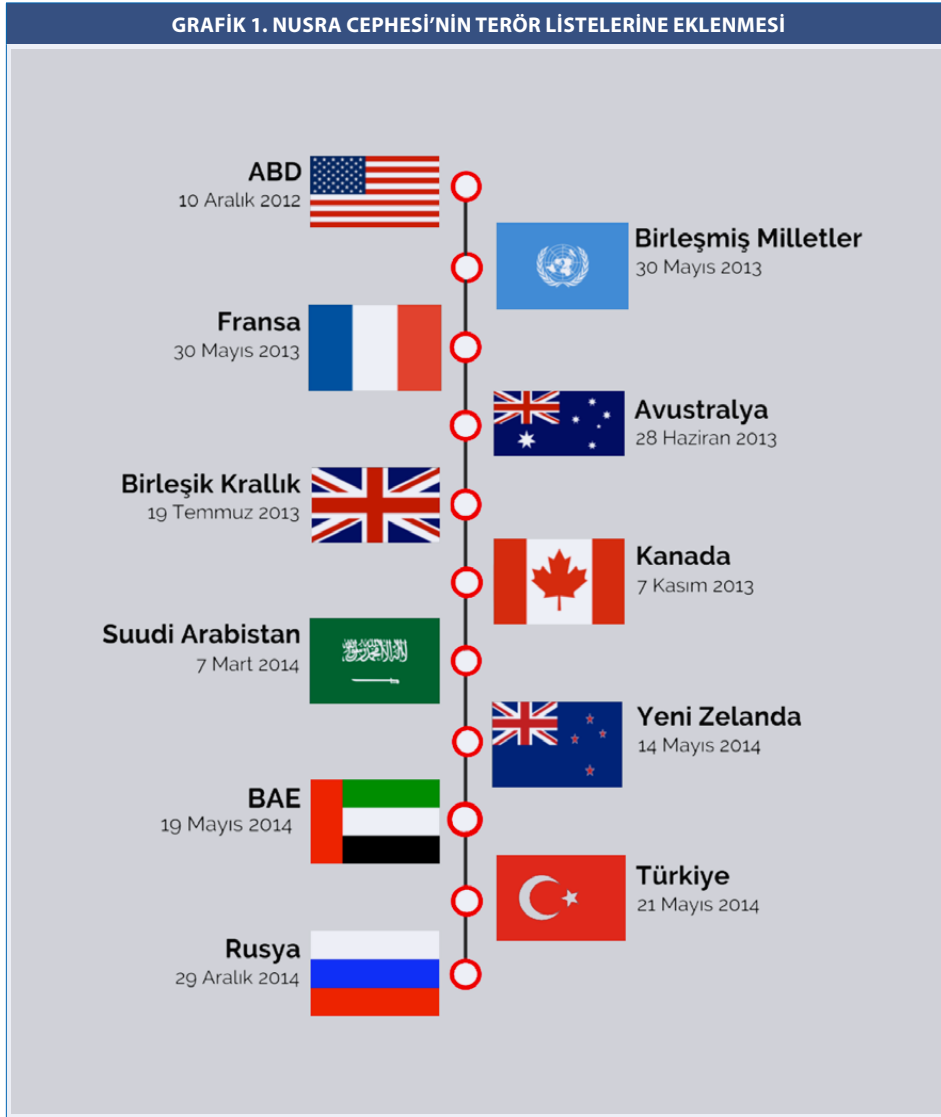 GRAFİK 1. NUSRA CEPHESİ'NİN TERÖR LİSTELERİNE EKLENMESİ
ABD
10 Aralık 2012
Birleşmiş Milletler
30 Mayıs 2013
Fransa
30 Mayıs 2013
Avustralya
28 Haziran 2013
Birleşik Krallık
19 Temmuz 2013
Kanada
7 Kasım 2013
Suudi Arabistan
7 Mart 2014
Yeni Zelanda
14 Mayıs 2014
BAE
19 Mayıs 2014
Türkiye
21 Mayıs 2014
Rusya
29 Aralık 2014